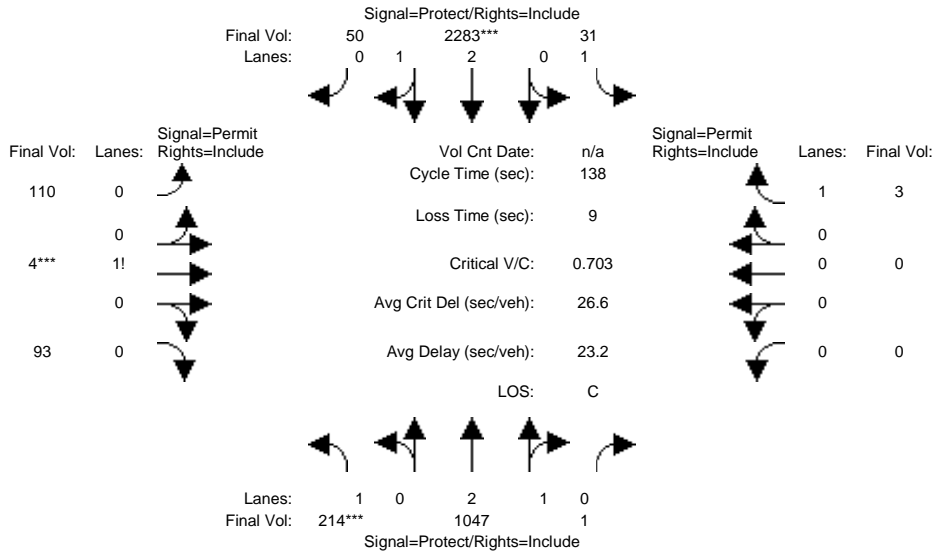 Signal=Protect/Rights=Include
Final Vol: 50 2283*** 31
Lanes: 0 1 2 0 1
Signal=Permit Signal=Permit
Final Vol: Lanes: Rights=Include Vol Cnt Date: n/a Rights=Include Lanes: Final Vol:
Cycle Time (sec): 138
110 0 1 3
Loss Time (sec): 9
0 0
4*** 1! Critical V/C: 0.703 0 0
0 Avg Crit Del (sec/veh): 26.6 0
93 0 Avg Delay (sec/veh): 23.2 0 0
LOS: C
Lanes: 1 0 2 1 0
Final Vol: 214*** 1047 1
Signal=Protect/Rights=Include